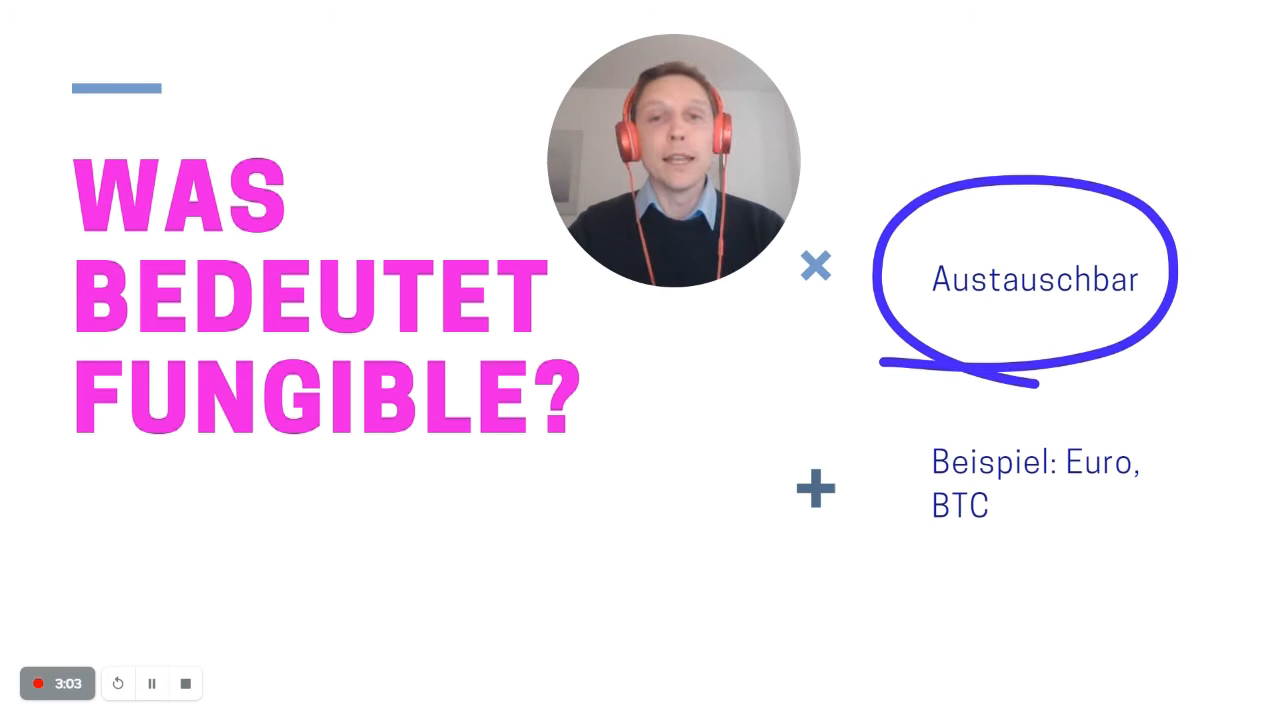 WAS
BEDEUTET
FUNGIBLE?
Austauschbar
Beispiel: Euro,
BTC
3:03